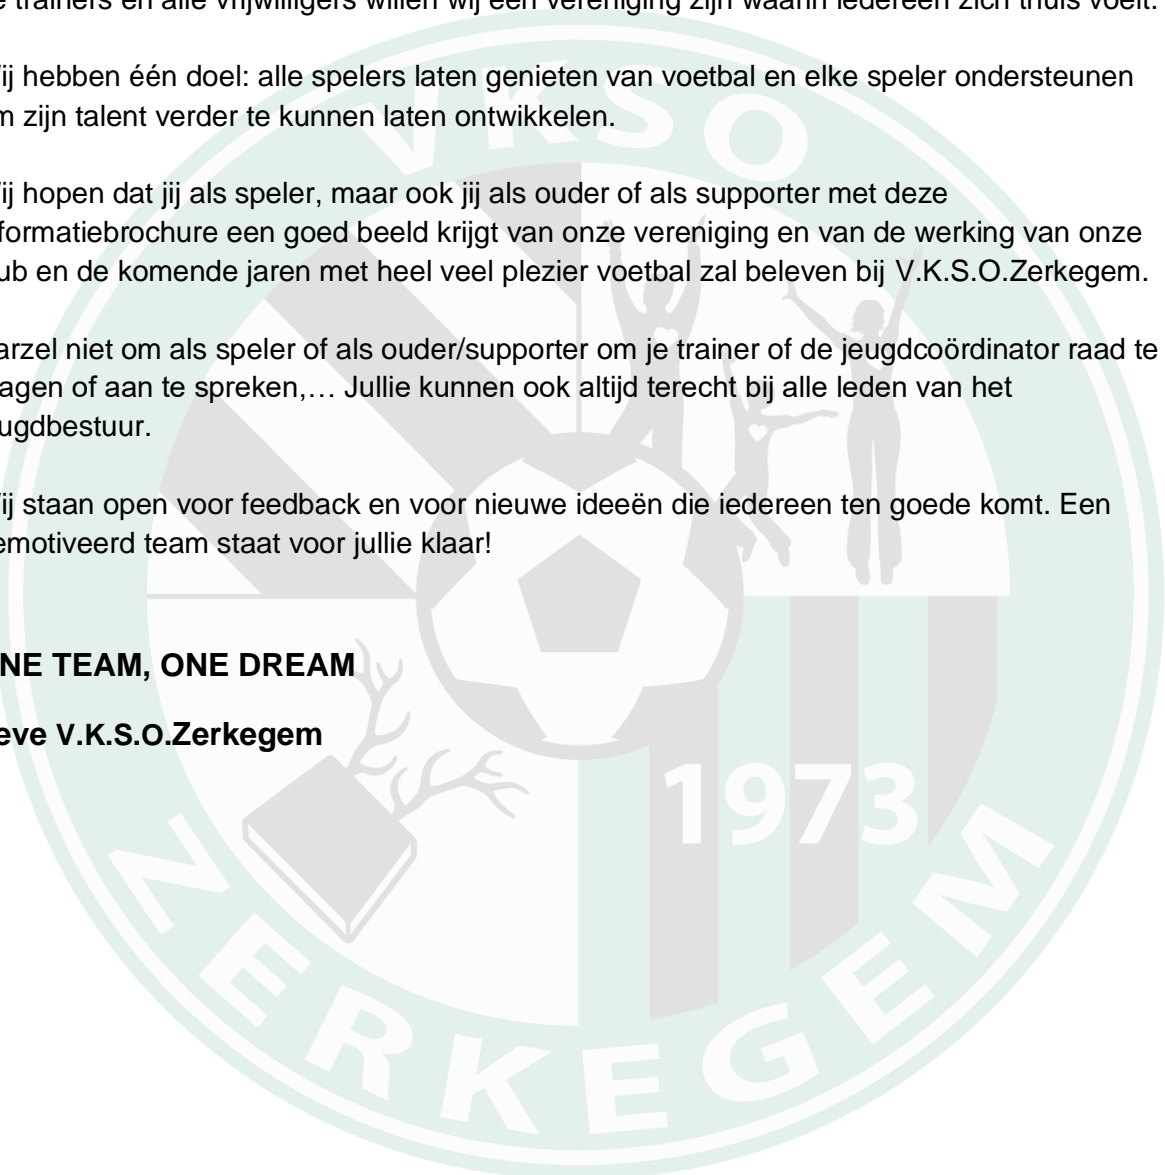 e trainers en alle vrijwilligers willen wij een vereniging zijn waarin iedereen zich thuis voelt.
ij hebben één doel: alle spelers laten genieten van voetbal en elke speler ondersteunen
m zijn talent verder te kunnen laten ontwikkelen.
ij hopen dat jij als speler, maar ook jij als ouder of als supporter met deze
formatiebrochure een goed beeld krijgt van onze vereniging en van de werking van onze
ub en de komende jaren met heel veel plezier voetbal zal beleven bij V.K.S.O.Zerkegem.
arzel niet om als speler of als ouder/supporter om je trainer of de jeugdcoördinator raad te
agen of aan te spreken,… Jullie kunnen ook altijd terecht bij alle leden van het
ugdbestuur.
ij staan open voor feedback en voor nieuwe ideeën die iedereen ten goede komt. Een
emotiveerd team staat voor jullie klaar!
NE TEAM, ONE DREAM
eve V.K.S.O.Zerkegem
VKSO
1973
ZERKEGEM